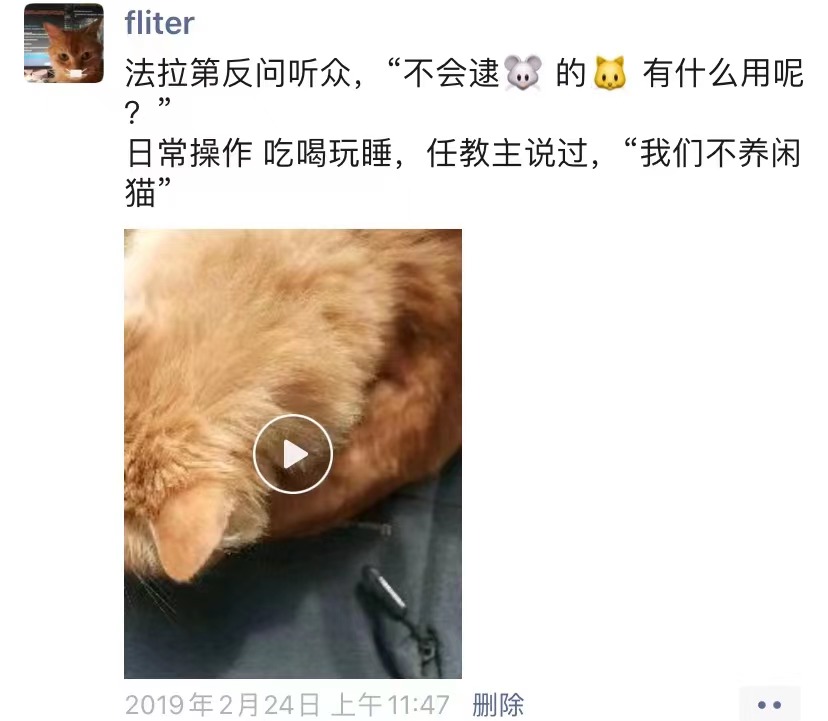 fliter
法拉第反问听众，“不会逮🐭 的🐱 有什么用呢
？”
日常操作 吃喝玩睡，任教主说过，“我们不养闲
猫”
2019年2月24日 上午11:47 删除